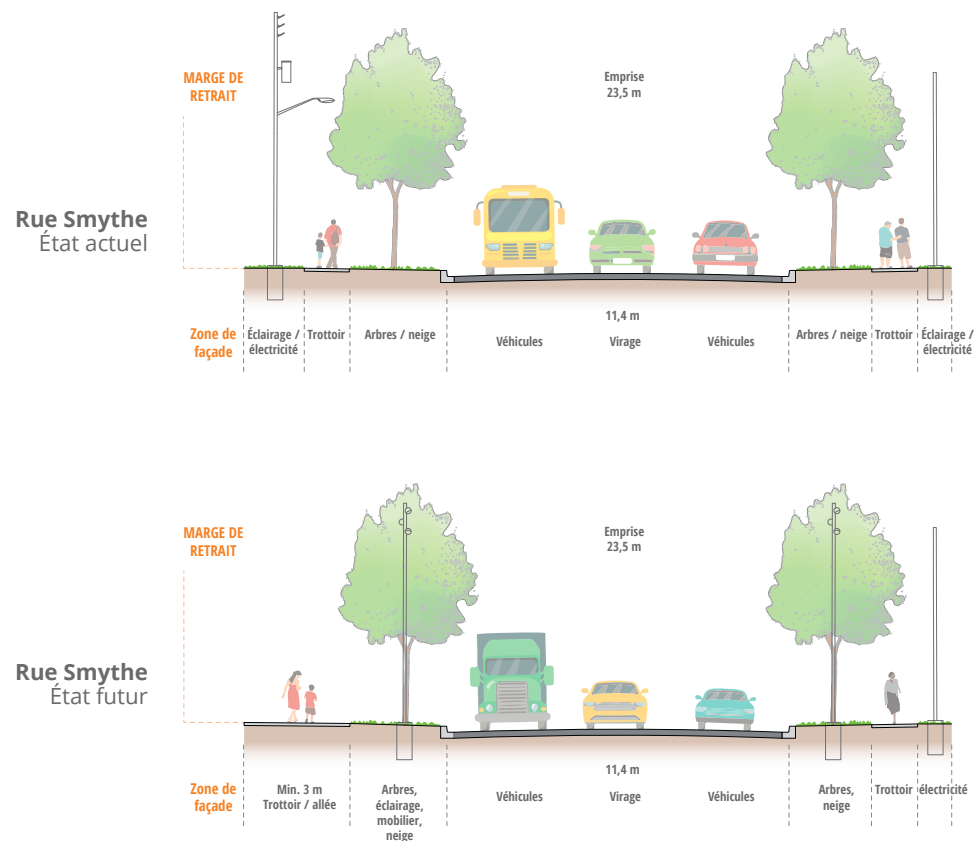 MARGE DE
RETRAIT
Emprise
23,5 m
Rue Smythe
État actuel
11,4 m
Zone de
façade
Éclairage /
électricité
Trottoir
Arbres / neige
Véhicules
Virage
Véhicules
Arbres / neige
Trottoir
Éclairage /
électricité
MARGE DE
RETRAIT
Emprise
23,5 m
Rue Smythe
État futur
11,4 m
Zone de
façade
Min. 3 m
Trottoir / allée
Arbres,
éclairage,
mobilier,
neige
Véhicules
Virage
Véhicules
Arbres,
neige
Trottoir
électricité